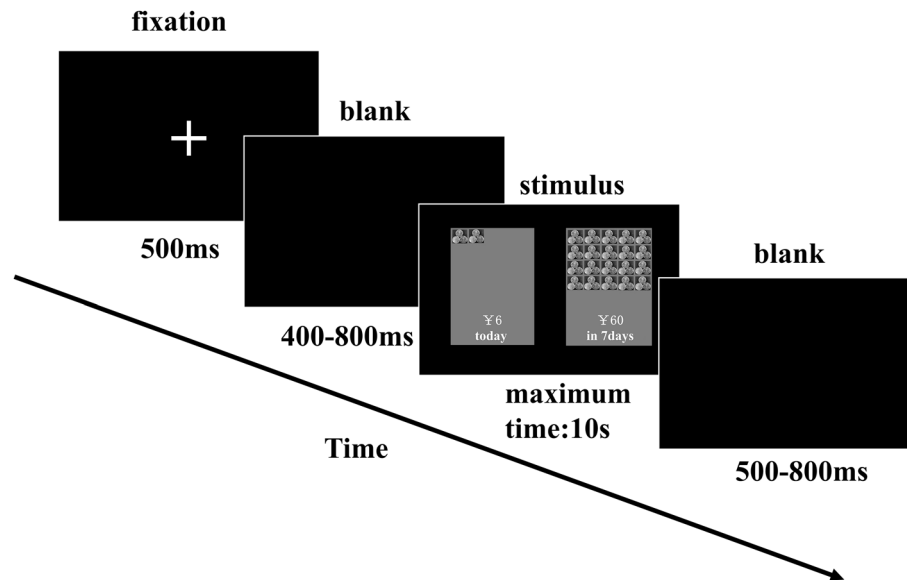 fixation
500ms
blank
400-800ms
stimulus
￥6
today
￥60
in 7days
maximum
time:10s
blank
500-800ms
Time